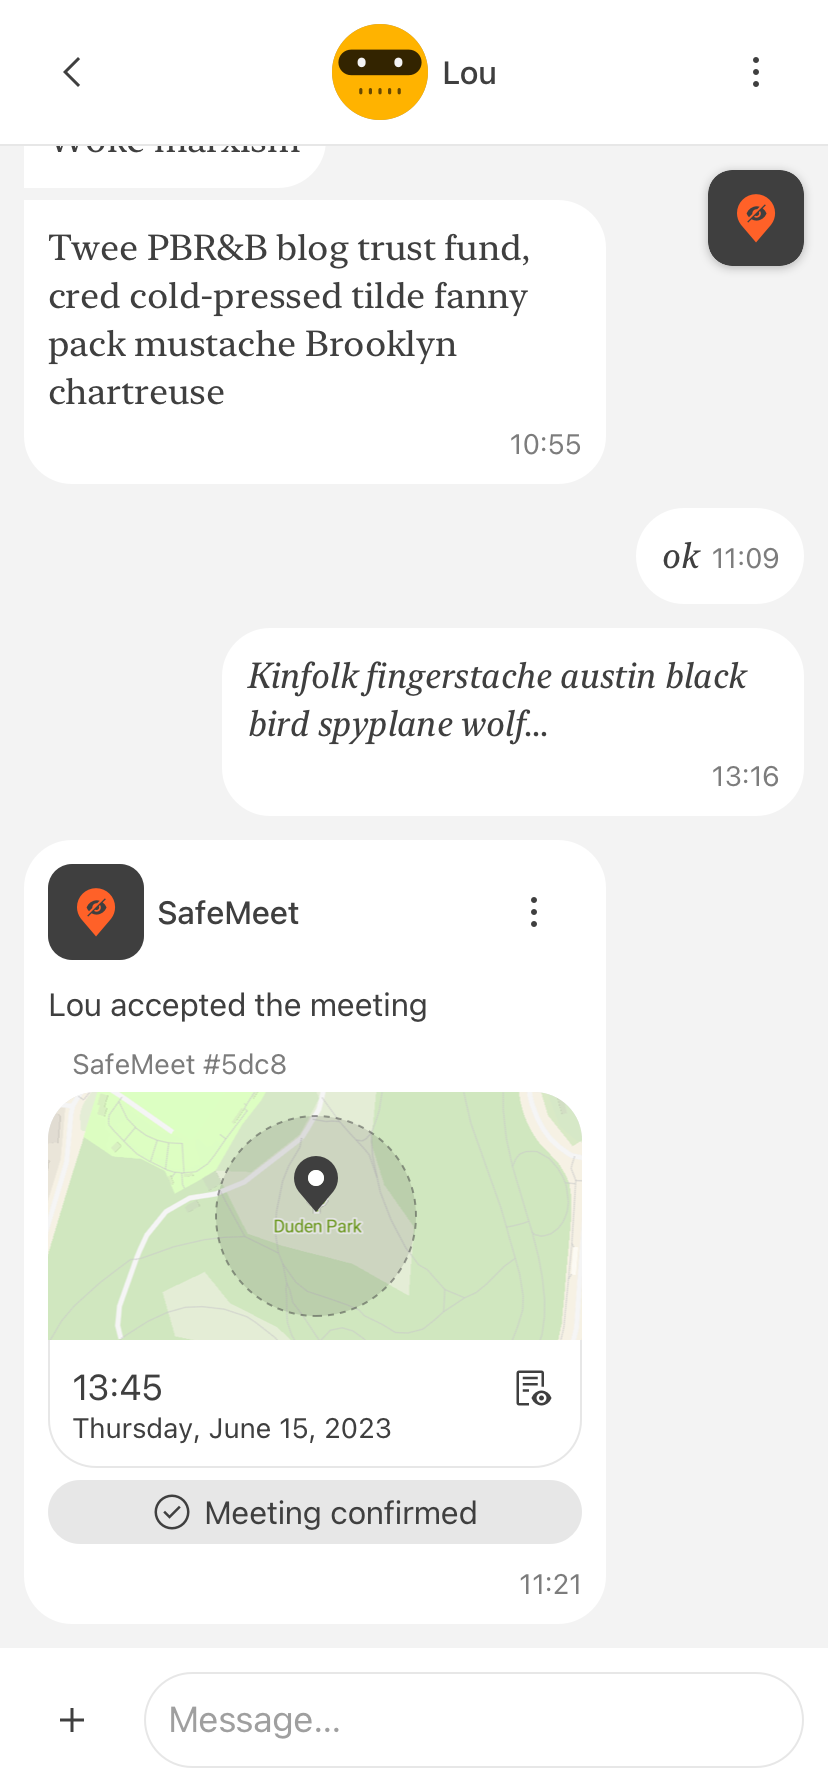 Lou
Woke marxism
Twee PBR&B blog trust fund,
cred cold-pressed tilde fanny
pack mustache Brooklyn
chartreuse
10:55
ok 11:09
Kinfolk fingerstache austin black
bird spyplane wolf...
13:16
SafeMeet
Lou accepted the meeting
SafeMeet #5dc8
Duden Park
13:45
Thursday, June 15, 2023
Meeting confirmed
11:21
Message...